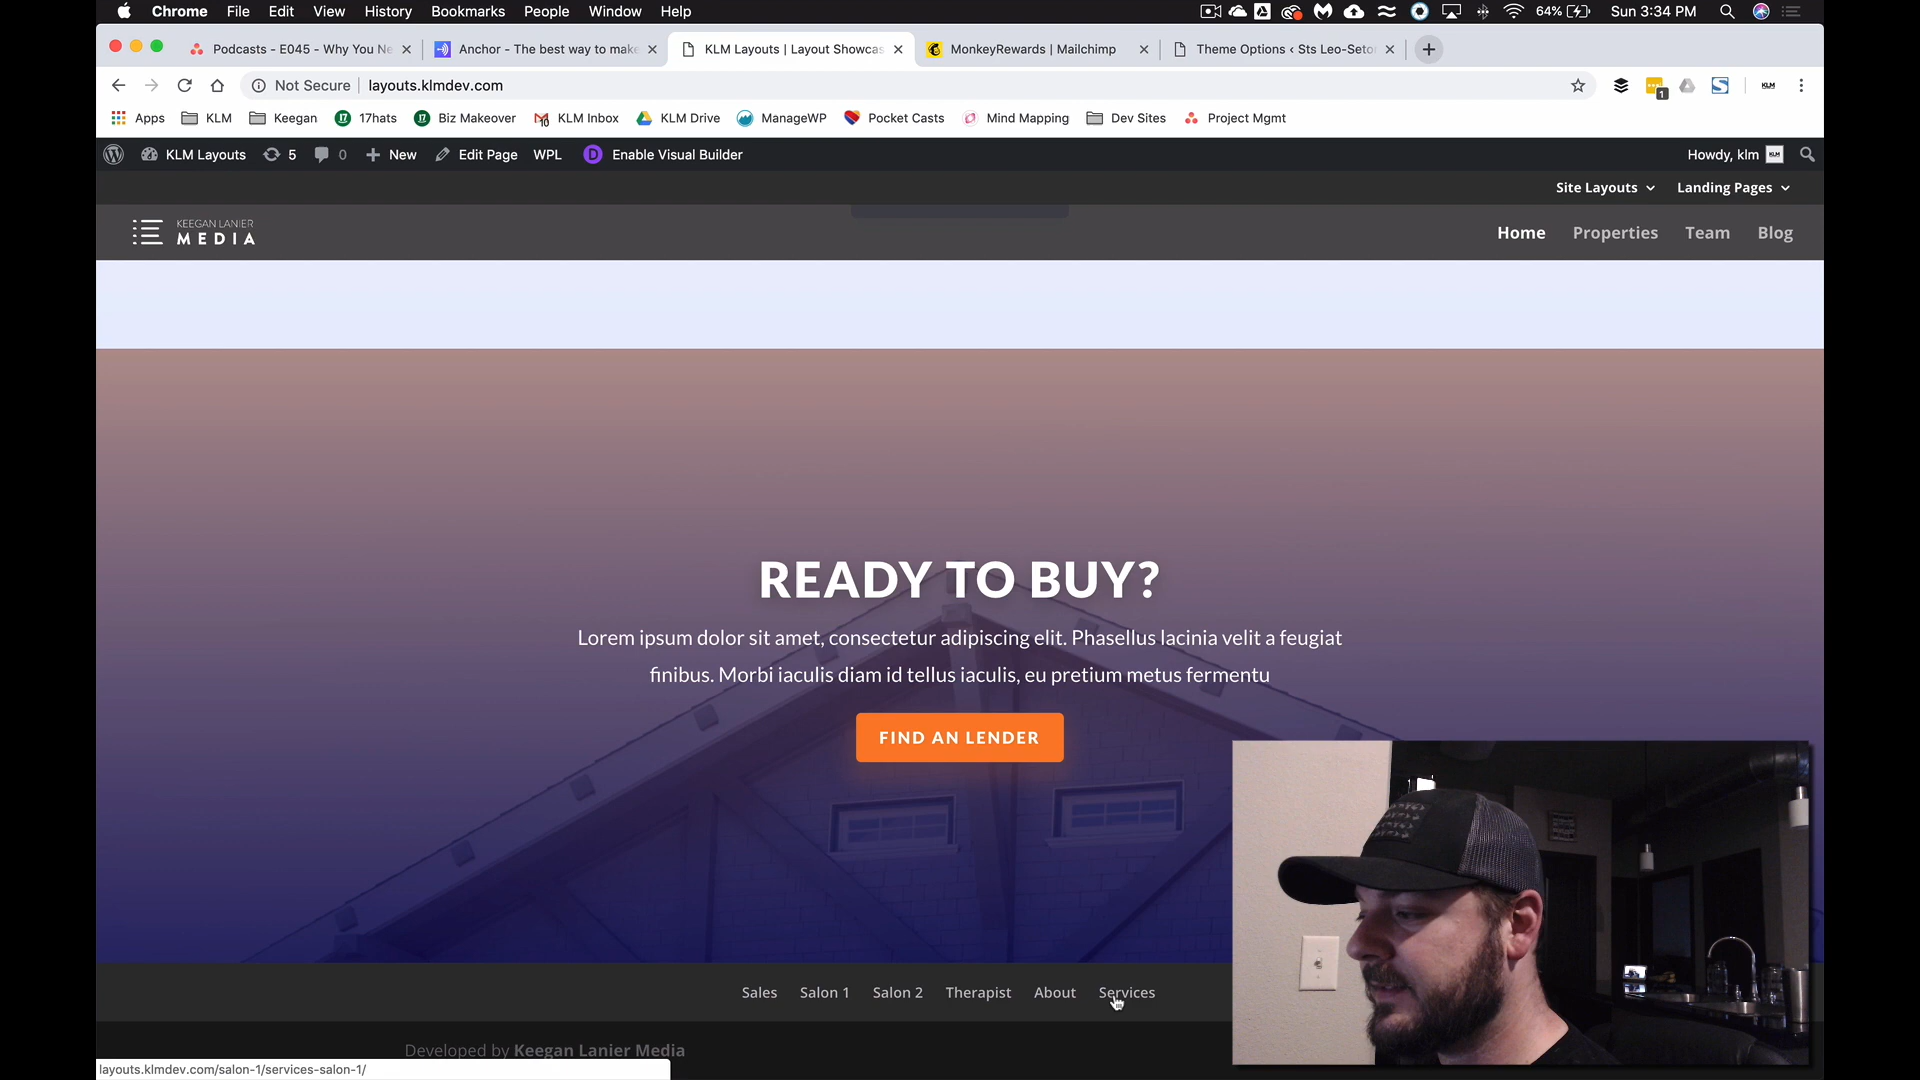 Chrome File Edit View History Bookmarks People Window Help
64% Sun 3:34 PM
Podcasts - E045 - Why You Ne
Anchor - The best way to make
KLM Layouts | Layout Showcas
MonkeyRewards | Mailchimp
Theme Options ‹ Sts Leo-Seto
Not Secure layouts.klmdev.com
1
KLM
Apps KLM Keegan 17hats Biz Makeover KLM Inbox KLM Drive ManageWP Pocket Casts Mind Mapping Dev Sites Project Mgmt
KLM Layouts 5 0 New Edit Page WPL D Enable Visual Builder Howdy, klm
Site Layouts Landing Pages
KEEGAN LANIER
MEDIA
Home Properties Team Blog
READY TO BUY?
Lorem ipsum dolor sit amet, consectetur adipiscing elit. Phasellus lacinia velit a feugiat
finibus. Morbi iaculis diam id tellus iaculis, eu pretium metus fermentu
FIND AN LENDER
Sales Salon 1 Salon 2 Therapist About Services
Developed by Keegan Lanier Media
layouts.klmdev.com/salon-1/services-salon-1/